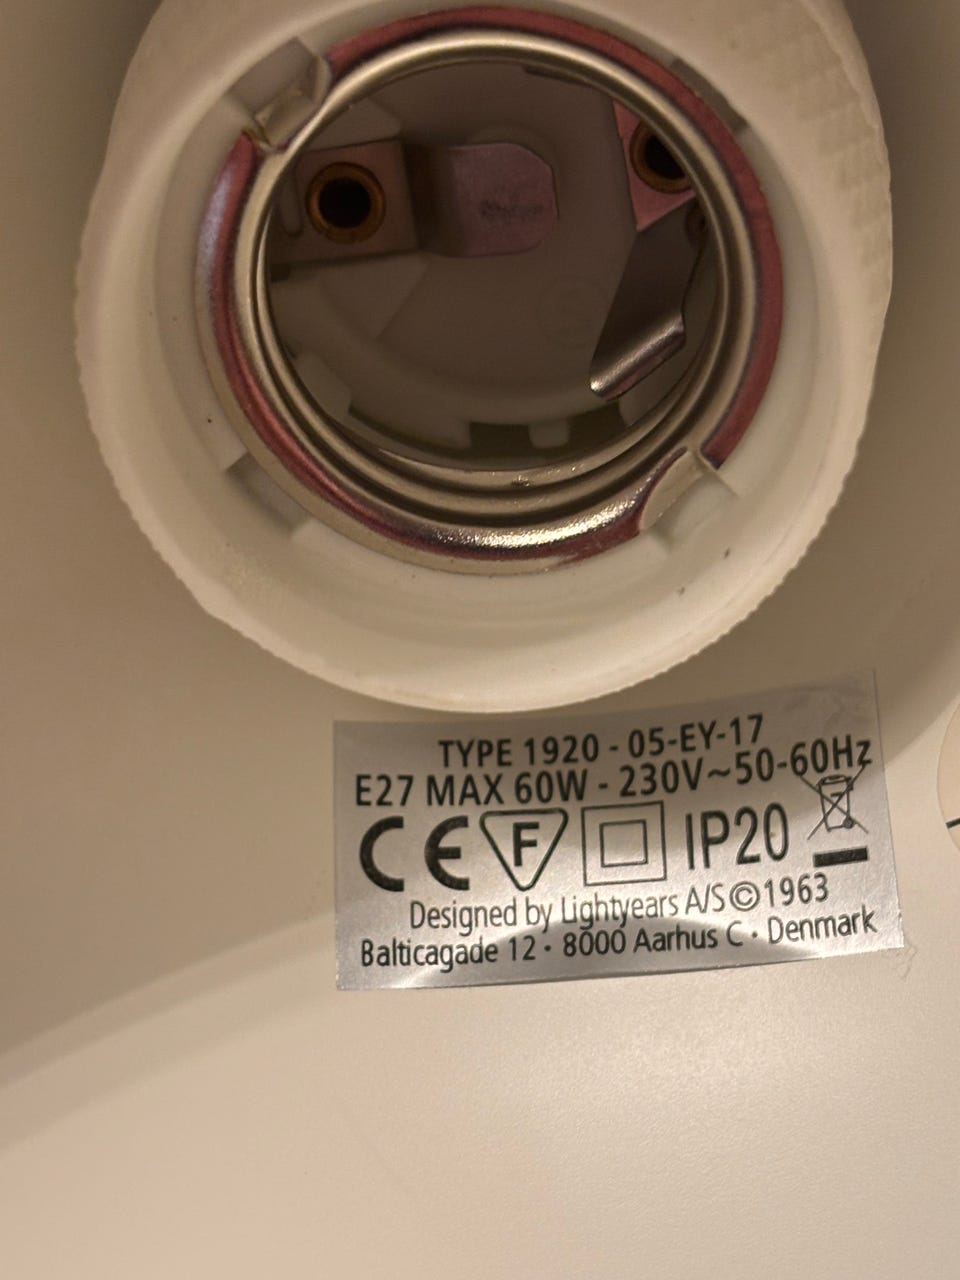 TYPE 1920 - 05-EY-17
E27 MAX 60W - 230V~50-60Hz
CE F IP20
Designed by Lightyears A/S©1963
Balticagade 12 · 8000 Aarhus C · Denmark